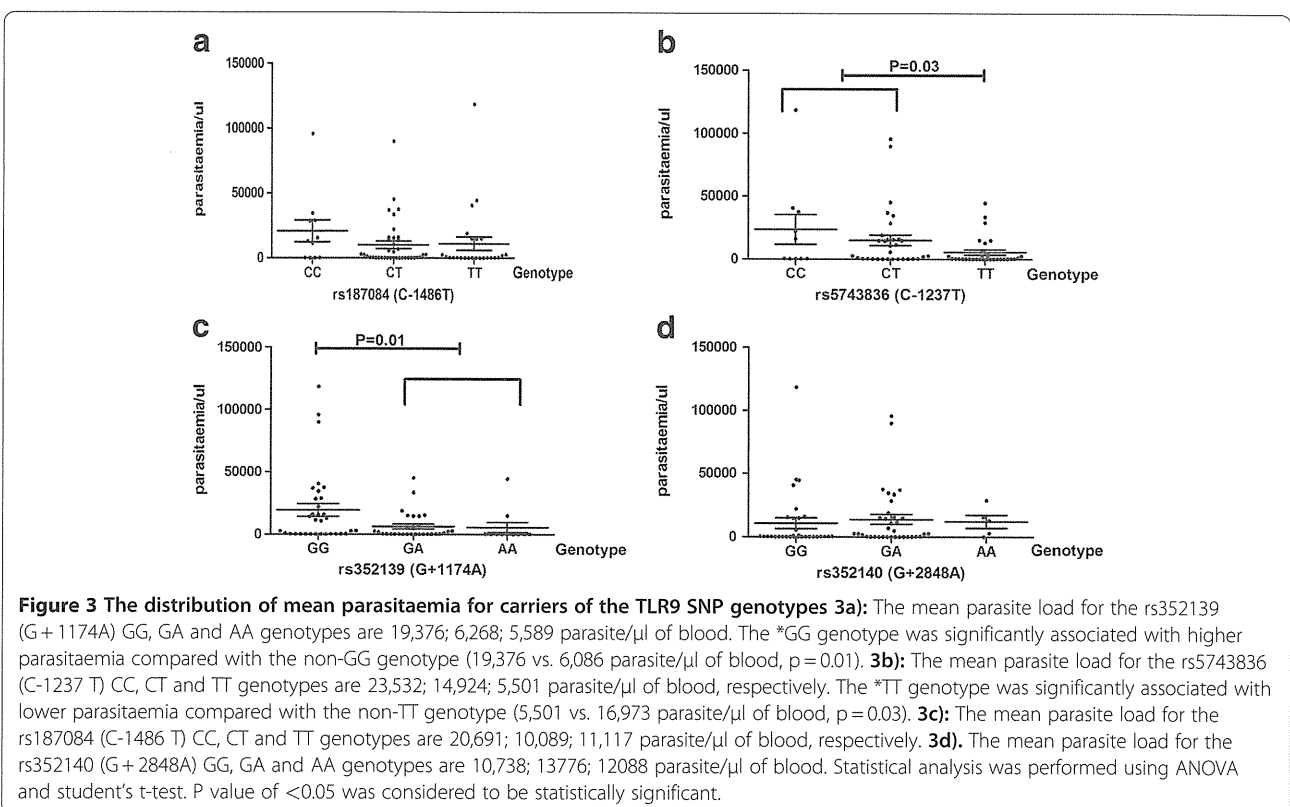 a
150000
100000
50000
0
parasitaemia/ul
CC CT TT Genotype
rs187084 (C-1486T)
b
P=0.03
150000
100000
50000
0
parasitaemia/ul
CC CT TT Genotype
rs5743836 (C-1237T)
c
P=0.01
150000
100000
50000
0
parasitaemia/ul
GG GA AA Genotype
rs352139 (G+1174A)
d
150000
100000
50000
0
parasitaemia/ul
GG GA AA Genotype
rs352140 (G+2848A)
Figure 3 The distribution of mean parasitaemia for carriers of the TLR9 SNP genotypes 3a): The mean parasite load for the rs352139
(G + 1174A) GG, GA and AA genotypes are 19,376; 6,268; 5,589 parasite/μl of blood. The *GG genotype was significantly associated with higher
parasitaemia compared with the non-GG genotype (19,376 vs. 6,086 parasite/μl of blood, p = 0.01). 3b): The mean parasite load for the rs5743836
(C-1237 T) CC, CT and TT genotypes are 23,532; 14,924; 5,501 parasite/μl of blood, respectively. The *TT genotype was significantly associated with
lower parasitaemia compared with the non-TT genotype (5,501 vs. 16,973 parasite/μl of blood, p = 0.03). 3c): The mean parasite load for the
rs187084 (C-1486 T) CC, CT and TT genotypes are 20,691; 10,089; 11,117 parasite/μl of blood, respectively. 3d). The mean parasite load for the
rs352140 (G + 2848A) GG, GA and AA genotypes are 10,738; 13776; 12088 parasite/μl of blood. Statistical analysis was performed using ANOVA
and student's t-test. P value of <0.05 was considered to be statistically significant.